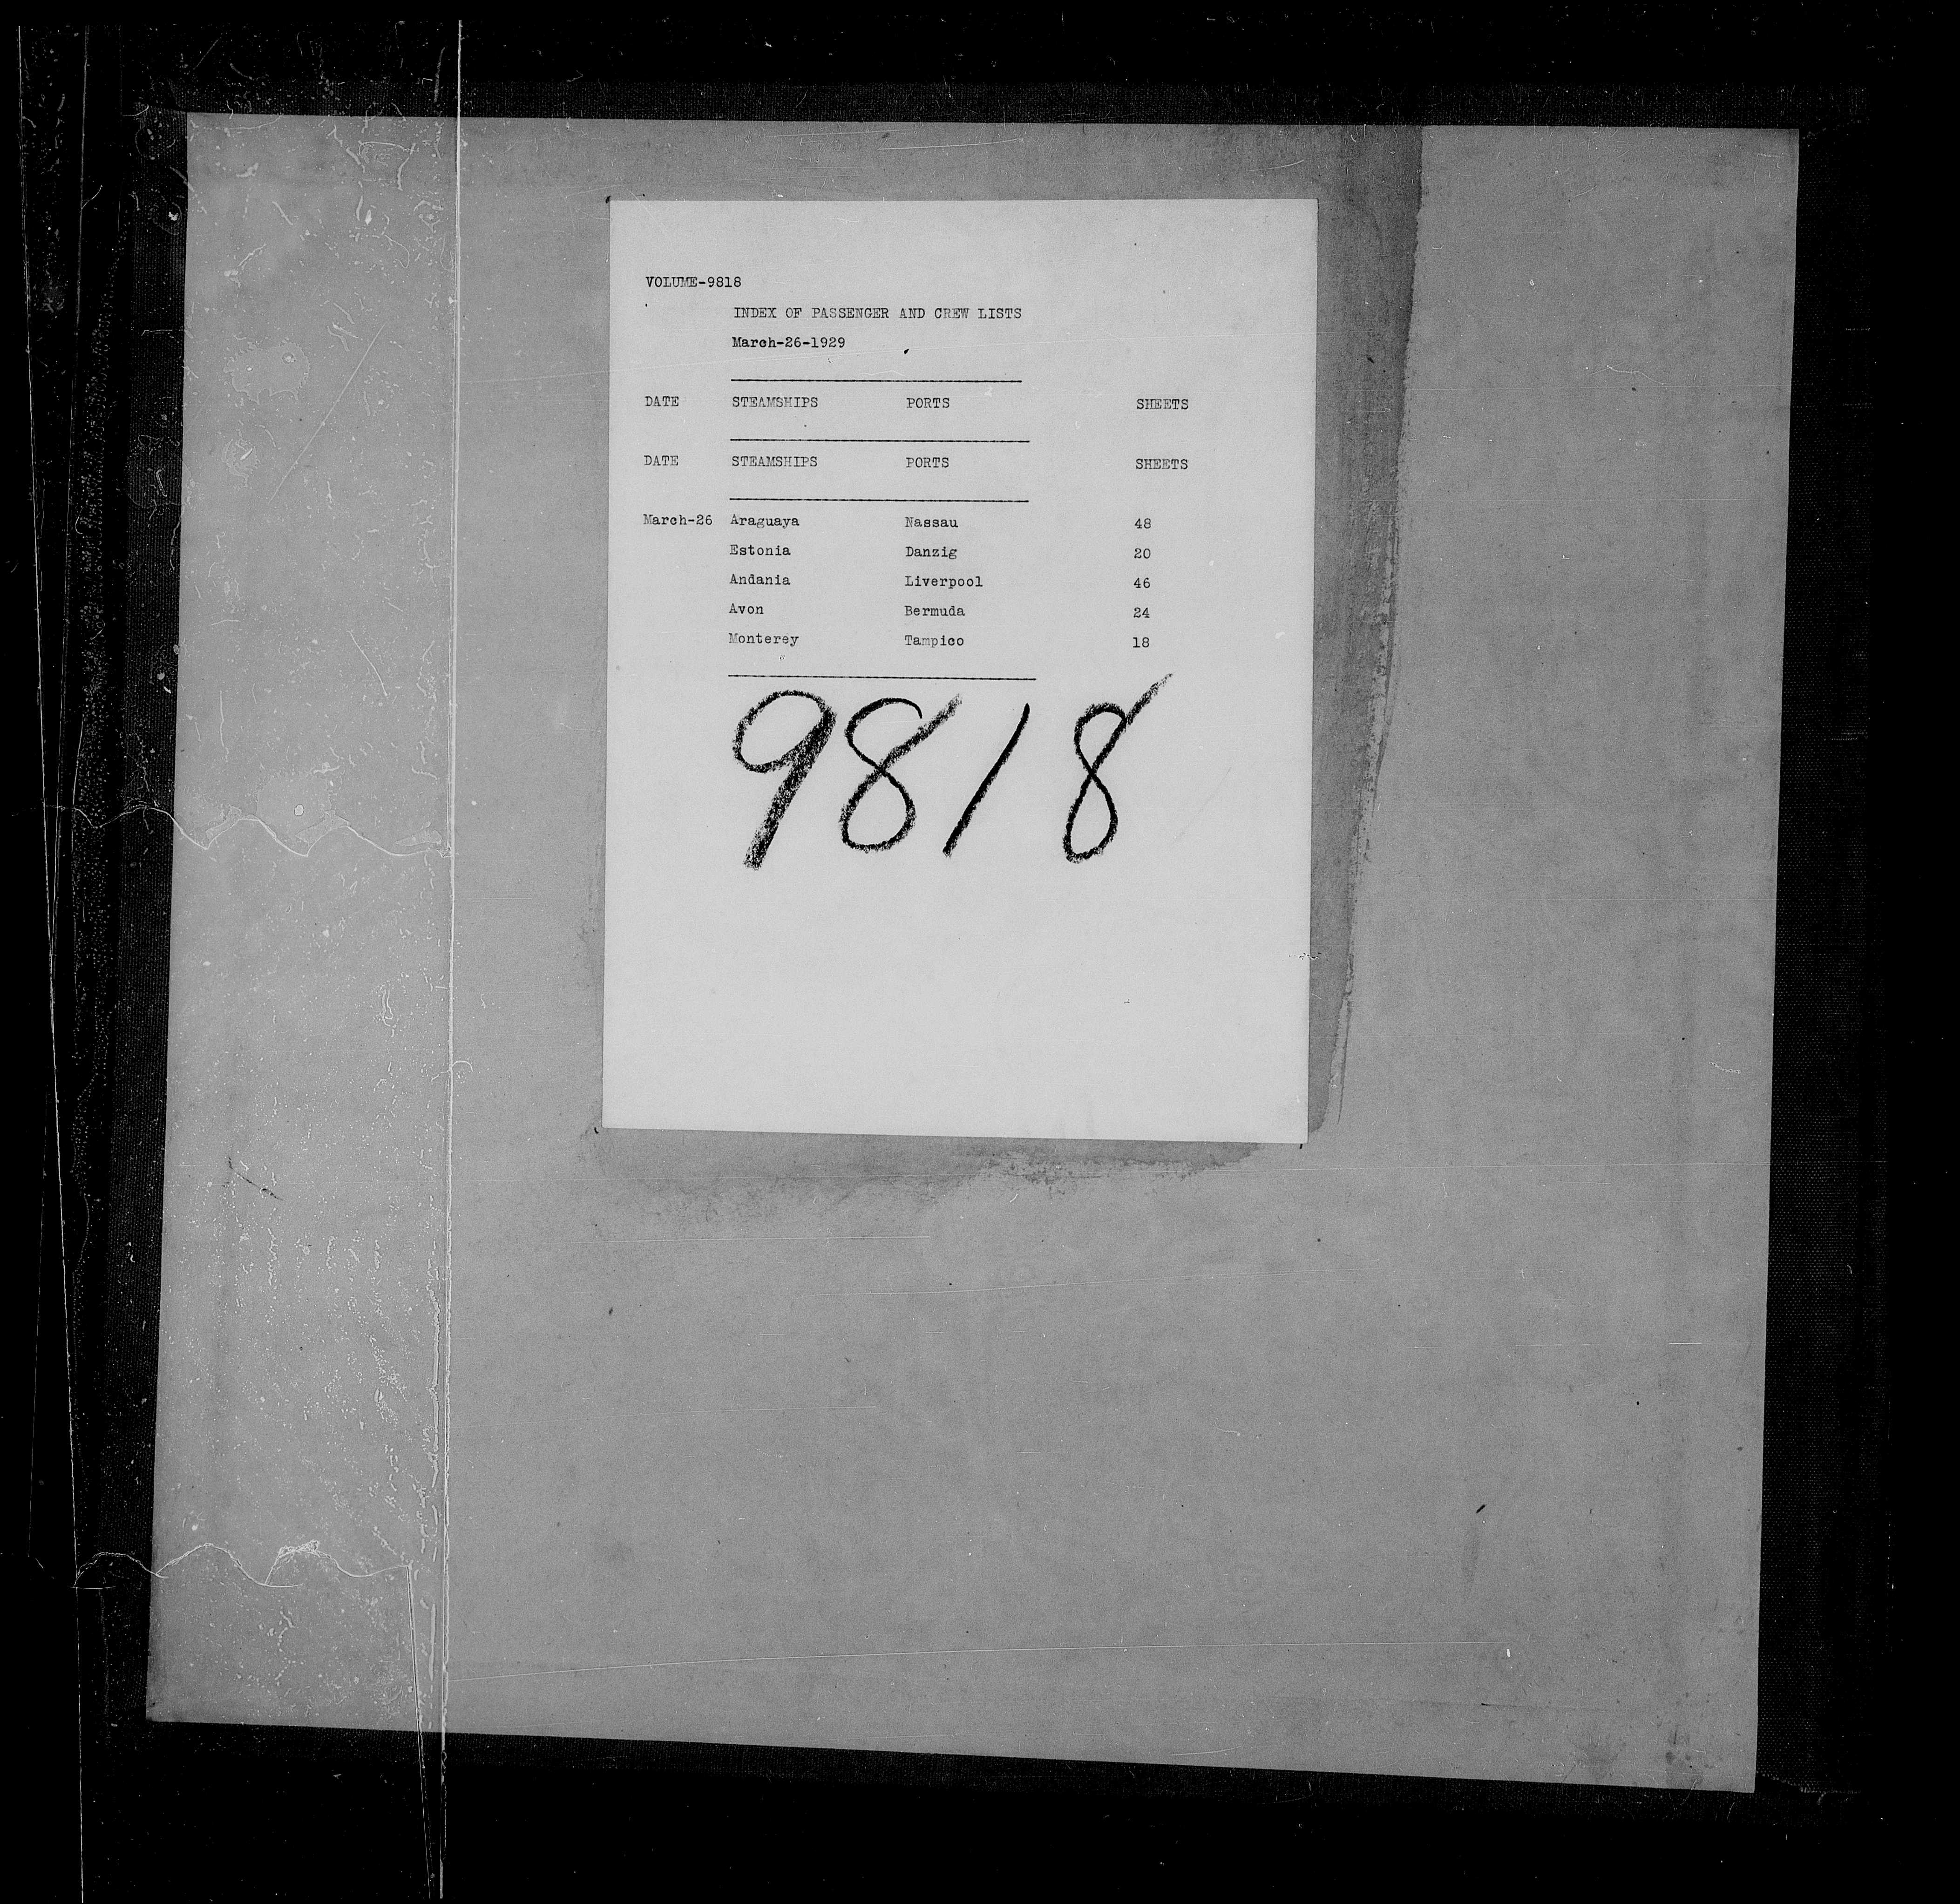 VOLUME-9818
INDEX OF PASSENGER AND CREW LISTS
March-26-1929
DATE STEAMSHIPS PORTS SHEETS
DATE STEAMSHIPS PORTS SHEETS
March-26 Araguaya Nassau 48
Estonia Danzig 20
Andania Liverpool 46
Avon Bermuda 24
Monterey Tampico 18
9818